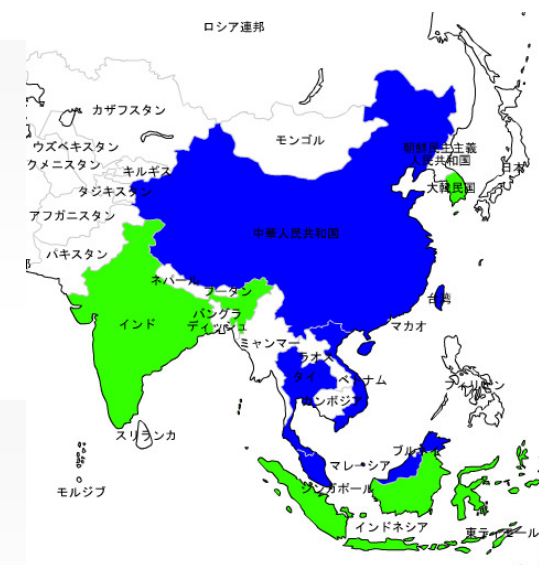 ロシア連邦
カザフスタン
モンゴル
ウズベキスタン
クメニスタン
キルギス
朝鮮民主主義
人民共和国
日本
タジキスタン
大韓民国
アフガニスタン
中華人民共和国
パキスタン
ネパール
ブータン
台湾
インド
バングラ
ディッシュ
マカオ
ミャンマー
ラオス
タイ
ベトナム
カンボジア
フィリピン
スリランカ
ブルネイ
マレーシア
モルジブ
シンガポール
インドネシア
東ティモール